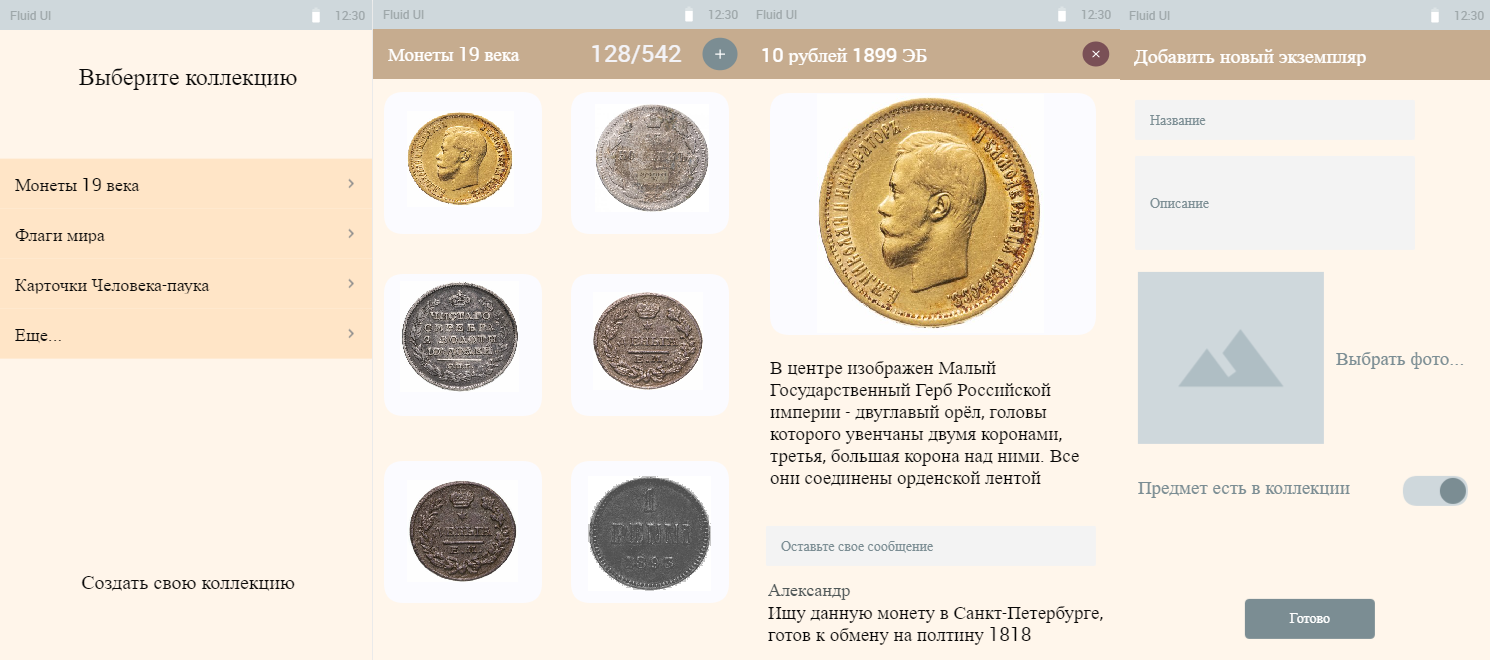 Fluid UI 12:30
Выберите коллекцию
Монеты 19 века
Флаги мира
Карточки Человека-паука
Еще...
Создать свою коллекцию
Fluid UI 12:30
Монеты 19 века 128/542 +
ЧИСТАГО
СЕРЕБРА
1
PENNI
Fluid UI 12:30
10 рублей 1899 ЭБ ×
В центре изображен Малый
Государственный Герб Российской
империи - двуглавый орёл, головы
которого увенчаны двумя коронами,
третья, большая корона над ними. Все
они соединены орденской лентой
Оставьте свое сообщение
Александр
Ищу данную монету в Санкт-Петербурге,
готов к обмену на полтину 1818
Fluid UI 12:30
Добавить новый экземпляр
Название
Описание
Выбрать фото...
Предмет есть в коллекции
Готово